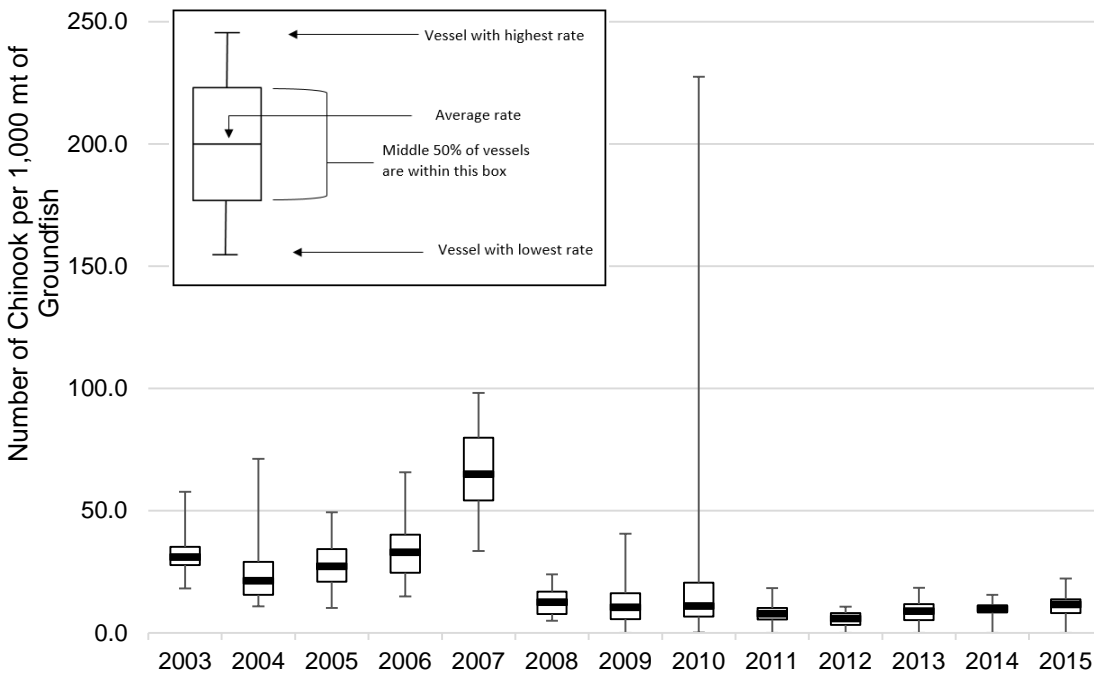 Number of Chinook per 1,000 mt of
Groundfish
250.0
200.0
150.0
100.0
50.0
0.0
Vessel with highest rate
Average rate
Middle 50% of vessels
are within this box
Vessel with lowest rate
2003 2004 2005 2006 2007 2008 2009 2010 2011 2012 2013 2014 2015